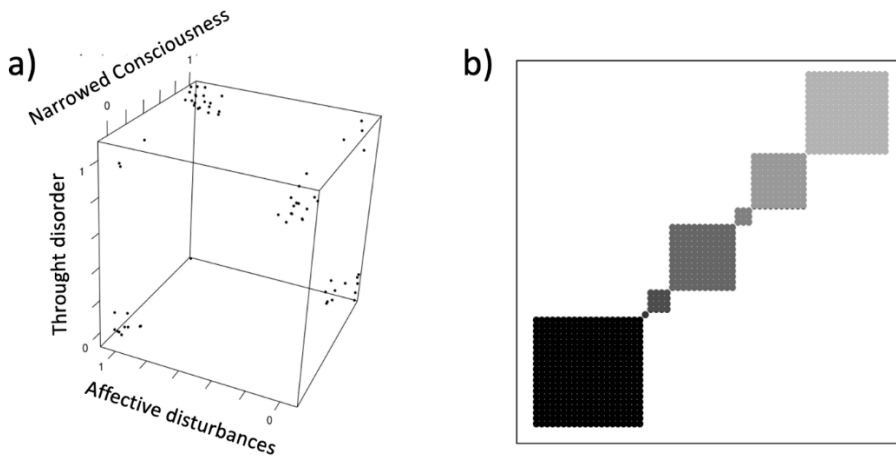 a)
Narrowed Consciousness
0
1
Throught disorder
1
0
1
0
Affective disturbances
b)